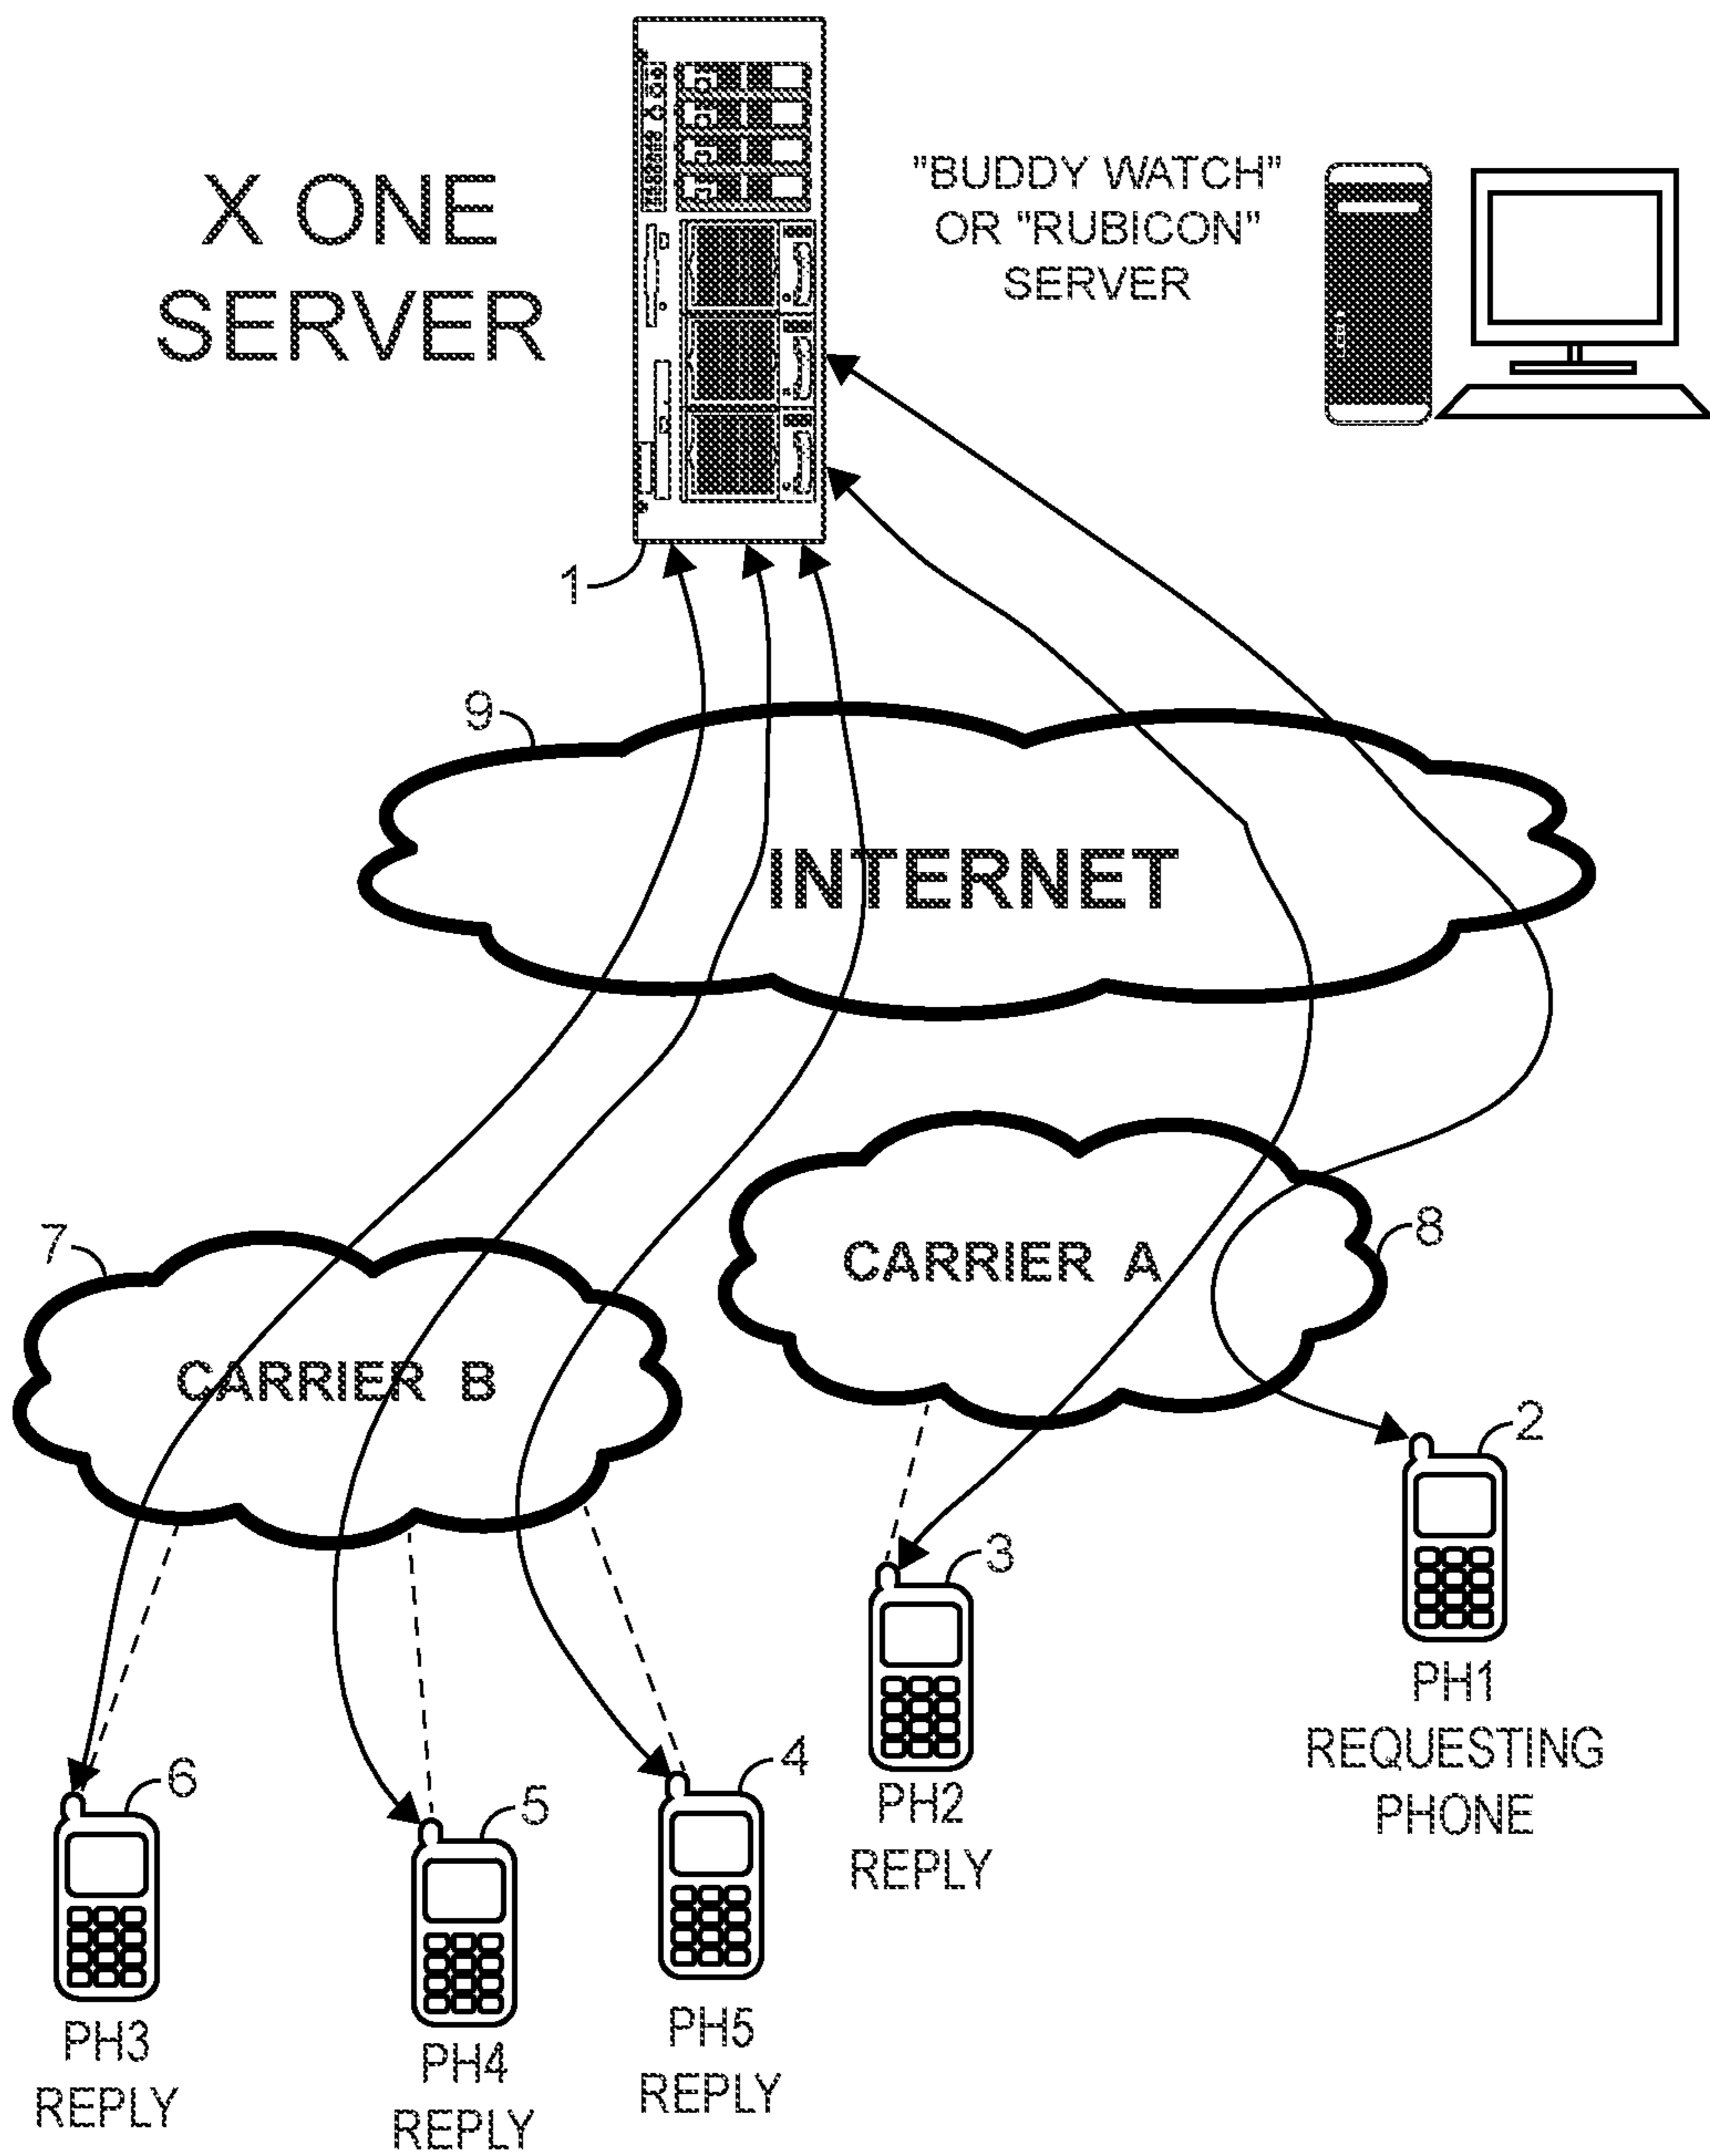 X ONE
SERVER
"BUDDY WATCH"
OR "RUBICON"
SERVER
1
9
INTERNET
7
CARRIER B
CARRIER A
8
2
3
PH1
REQUESTING
PHONE
6
5
4
PH2
REPLY
PH3
REPLY
PH4
REPLY
PH5
REPLY